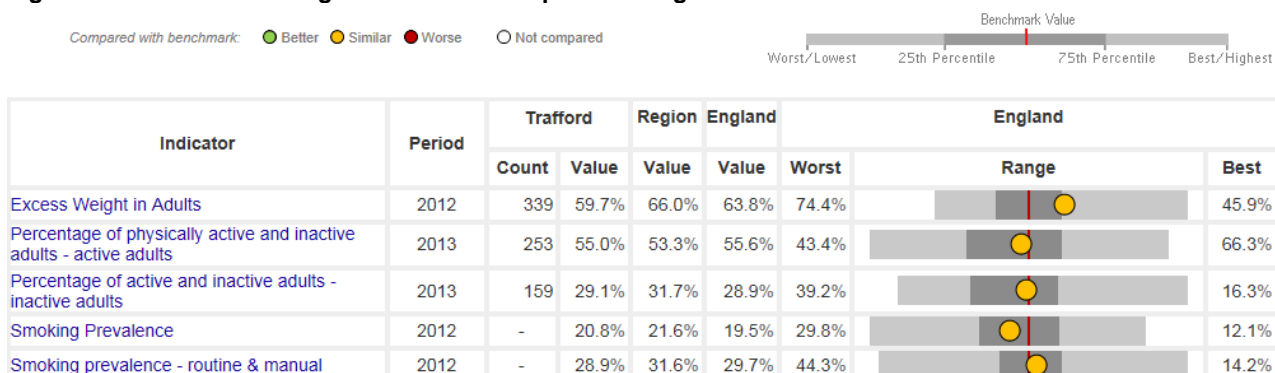 Compared with benchmark: Better Similar Worse Not compared
Benchmark Value
Worst/Lowest 25th Percentile 75th Percentile Best/Highest
Indicator Period Trafford Region England England
Count Value Value Value Worst Range Best
Excess Weight in Adults 2012 339 59.7% 66.0% 63.8% 74.4% 45.9%
Percentage of physically active and inactive
adults - active adults 2013 253 55.0% 53.3% 55.6% 43.4% 66.3%
Percentage of active and inactive adults -
inactive adults 2013 159 29.1% 31.7% 28.9% 39.2% 16.3%
Smoking Prevalence 2012 - 20.8% 21.6% 19.5% 29.8% 12.1%
Smoking prevalence - routine & manual 2012 - 28.9% 31.6% 29.7% 44.3% 14.2%